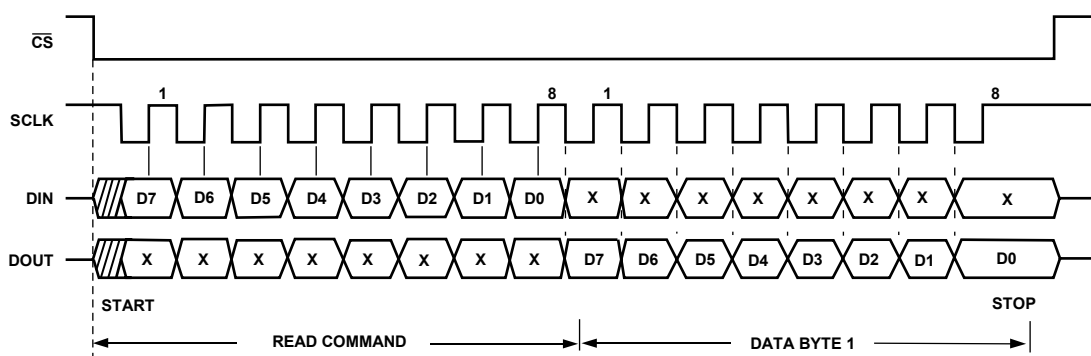 CS
1 8 1 8
SCLK
DIN D7 D6 D5 D4 D3 D2 D1 D0 X X X X X X X X
DOUT X X X X X X X X D7 D6 D5 D4 D3 D2 D1 D0
START STOP
READ COMMAND DATA BYTE 1